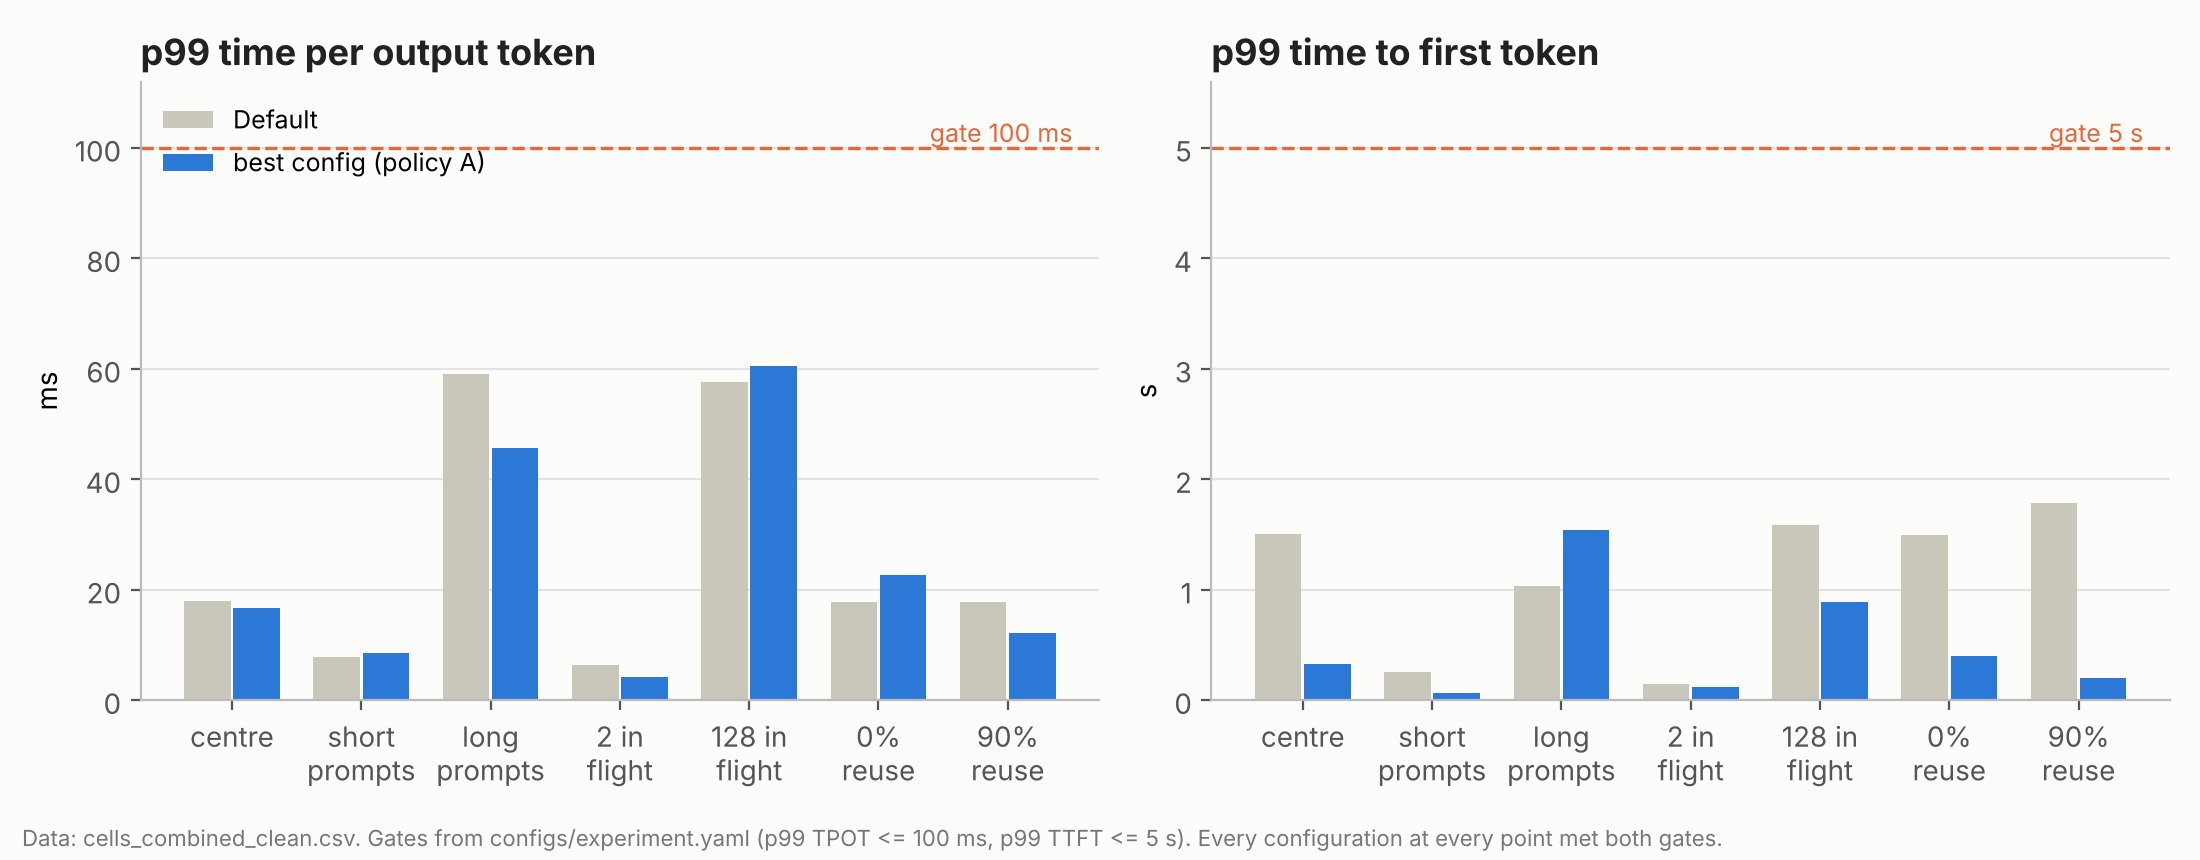 p99 time per output token
Default
gate 100 ms
best config (policy A)
100
80
60
40
20
0
ms
centre
short prompts
long prompts
2 in flight
128 in flight
0% reuse
90% reuse
p99 time to first token
gate 5 s
5
4
3
2
1
0
s
centre
short prompts
long prompts
2 in flight
128 in flight
0% reuse
90% reuse
Data: cells_combined_clean.csv. Gates from configs/experiment.yaml (p99 TPOT <= 100 ms, p99 TTFT <= 5 s). Every configuration at every point met both gates.